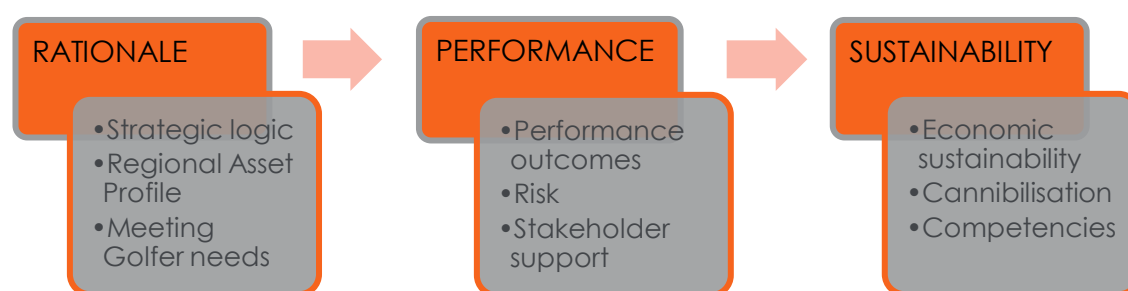 RATIONALE
•Strategic logic
•Regional Asset
Profile
•Meeting
Golfer needs
PERFORMANCE
•Performance
outcomes
•Risk
•Stakeholder
support
SUSTAINABILITY
•Economic
sustainability
•Cannibilisation
•Competencies